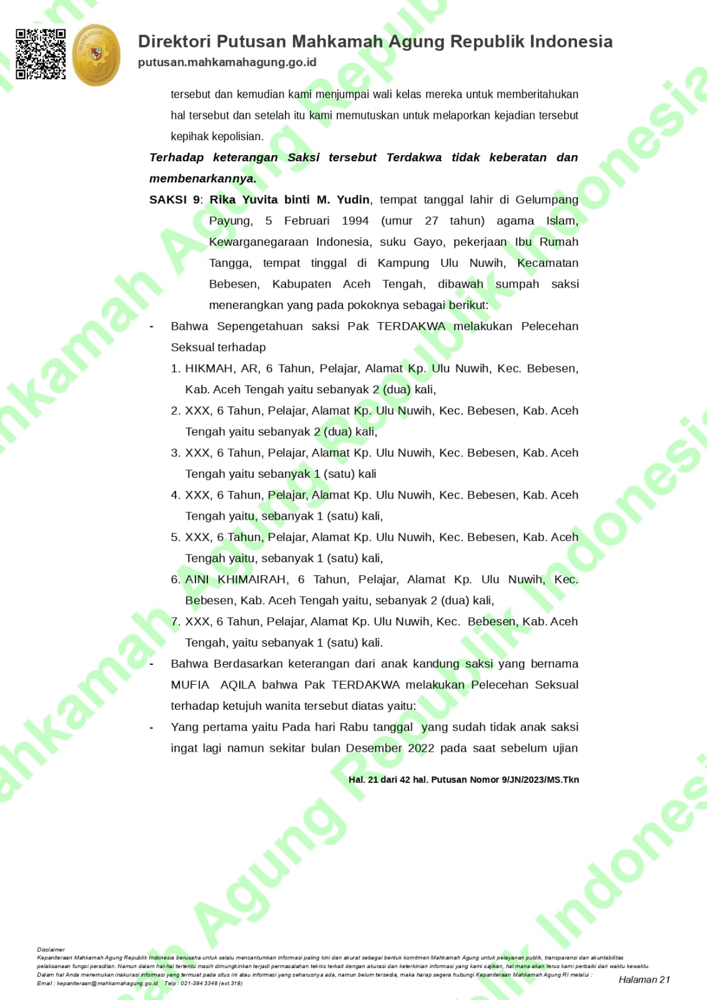 Direktori Putusan Mahkamah Agung Republik Indonesia
putusan.mahkamahagung.go.id
tersebut dan kemudian kami menjumpai wali kelas mereka untuk memberitahukan
hal tersebut dan setelah itu kami memutuskan untuk melaporkan kejadian tersebut
kepihak kepolisian.
Terhadap keterangan Saksi tersebut Terdakwa tidak keberatan dan
membenarkannya.
SAKSI 9: Rika Yuvita binti M. Yudin, tempat tanggal lahir di Gelumpang
Payung, 5 Februari 1994 (umur 27 tahun) agama Islam,
Kewarganegaraan Indonesia, suku Gayo, pekerjaan Ibu Rumah
Tangga, tempat tinggal di Kampung Ulu Nuwih, Kecamatan
Bebesen, Kabupaten Aceh Tengah, dibawah sumpah saksi
menerangkan yang pada pokoknya sebagai berikut:
- Bahwa Sepengetahuan saksi Pak TERDAKWA melakukan Pelecehan
Seksual terhadap
1. HIKMAH, AR, 6 Tahun, Pelajar, Alamat Kp. Ulu Nuwih, Kec. Bebesen,
Kab. Aceh Tengah yaitu sebanyak 2 (dua) kali,
2. XXX, 6 Tahun, Pelajar, Alamat Kp. Ulu Nuwih, Kec. Bebesen, Kab. Aceh
Tengah yaitu sebanyak 2 (dua) kali,
3. XXX, 6 Tahun, Pelajar, Alamat Kp. Ulu Nuwih, Kec. Bebesen, Kab. Aceh
Tengah yaitu sebanyak 1 (satu) kali
4. XXX, 6 Tahun, Pelajar, Alamat Kp. Ulu Nuwih, Kec. Bebesen, Kab. Aceh
Tengah yaitu, sebanyak 1 (satu) kali,
5. XXX, 6 Tahun, Pelajar, Alamat Kp. Ulu Nuwih, Kec. Bebesen, Kab. Aceh
Tengah yaitu, sebanyak 1 (satu) kali,
6. AINI KHIMAIRAH, 6 Tahun, Pelajar, Alamat Kp. Ulu Nuwih, Kec.
Bebesen, Kab. Aceh Tengah yaitu, sebanyak 2 (dua) kali,
7. XXX, 6 Tahun, Pelajar, Alamat Kp. Ulu Nuwih, Kec. Bebesen, Kab. Aceh
Tengah, yaitu sebanyak 1 (satu) kali.
- Bahwa Berdasarkan keterangan dari anak kandung saksi yang bernama
MUFIA AQILA bahwa Pak TERDAKWA melakukan Pelecehan Seksual
terhadap ketujuh wanita tersebut diatas yaitu:
- Yang pertama yaitu Pada hari Rabu tanggal yang sudah tidak anak saksi
ingat lagi namun sekitar bulan Desember 2022 pada saat sebelum ujian
Hal. 21 dari 42 hal. Putusan Nomor 9/JN/2023/MS.Tkn
Disclaimer
Kepaniteraan Mahkamah Agung Republik Indonesia berusaha untuk selalu mencantumkan informasi paling kini dan akurat sebagai bentuk komitmen Mahkamah Agung untuk pelayanan publik, transparansi dan akuntabilitas
pelaksanaan fungsi peradilan. Namun dalam hal-hal tertentu masih dimungkinkan terjadi permasalahan teknis terkait dengan akurasi dan keterkinian informasi yang kami sajikan, hal mana akan terus kami perbaiki dari waktu kewaktu.
Dalam hal Anda menemukan inakurasi informasi yang termuat pada situs ini atau informasi yang seharusnya ada, namun belum tersedia, maka harap segera hubungi Kepaniteraan Mahkamah Agung RI melalui :
Email : kepaniteraan@mahkamahagung.go.id Telp : 021-384 3348 (ext.318)
Halaman 21
Mahkamah Agung Republik Indonesia
Mahkamah Agung Republik Indonesia
Mahkamah Agung Republik Indonesia